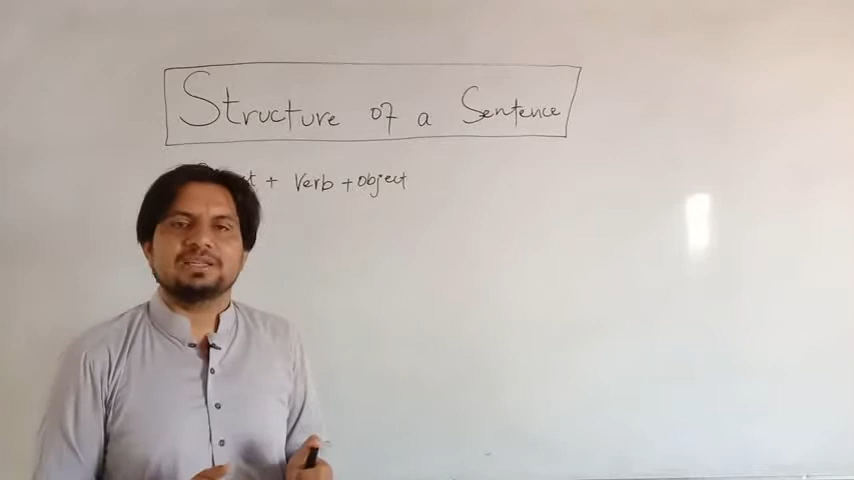 Structure of a Sentence
+ Verb + Object